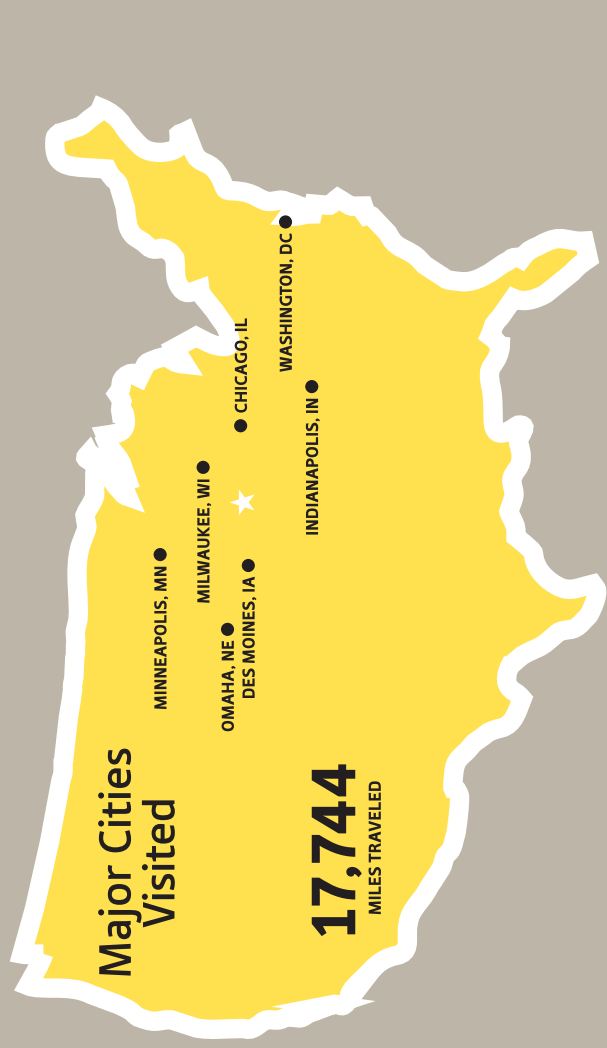 Major Cities
Visited
MINNEAPOLIS, MN
MILWAUKEE, WI
OMAHA, NE
CHICAGO, IL
DES MOINES, IA
WASHINGTON, DC
INDIANAPOLIS, IN
17,744
MILES TRAVELED